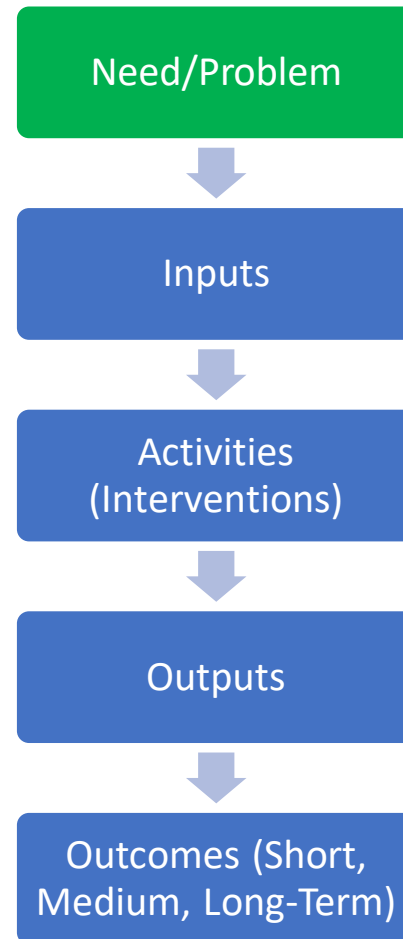 Need/Problem
Inputs
Activities
(Interventions)
Outputs
Outcomes (Short,
Medium, Long-Term)